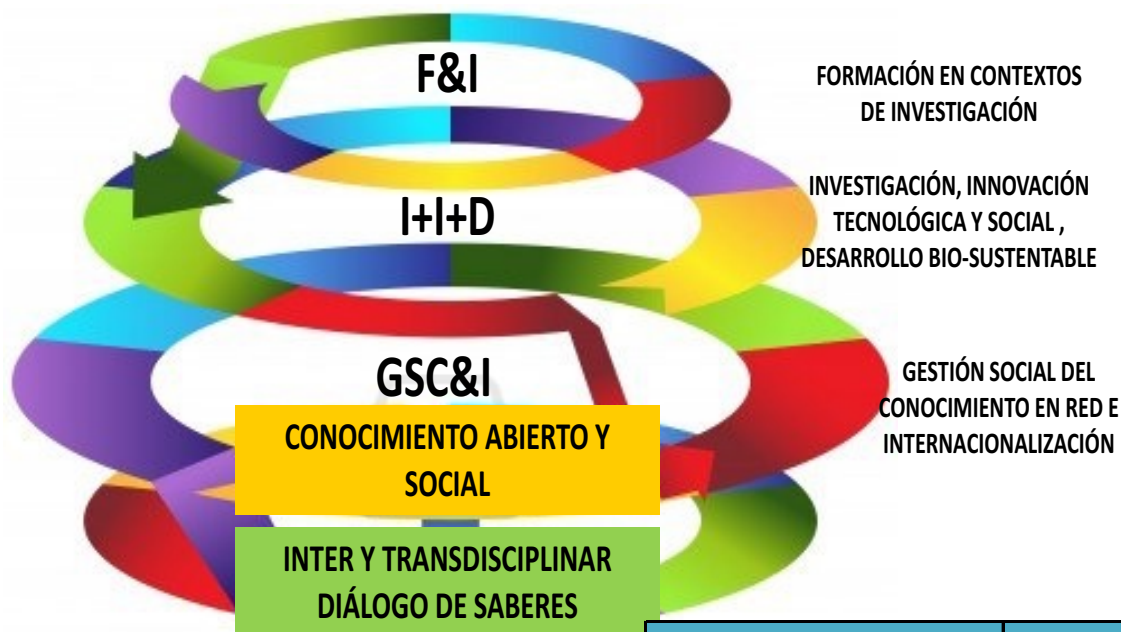 F&I
FORMACIÓN EN CONTEXTOS
DE INVESTIGACIÓN
I+I+D
INVESTIGACIÓN, INNOVACIÓN
TECNOLÓGICA Y SOCIAL ,
DESARROLLO BIO-SUSTENTABLE
GSC&I
GESTIÓN SOCIAL DEL
CONOCIMIENTO EN RED E
INTERNACIONALIZACIÓN
CONOCIMIENTO ABIERTO Y
SOCIAL
INTER Y TRANSDISCIPLINAR
DIÁLOGO DE SABERES